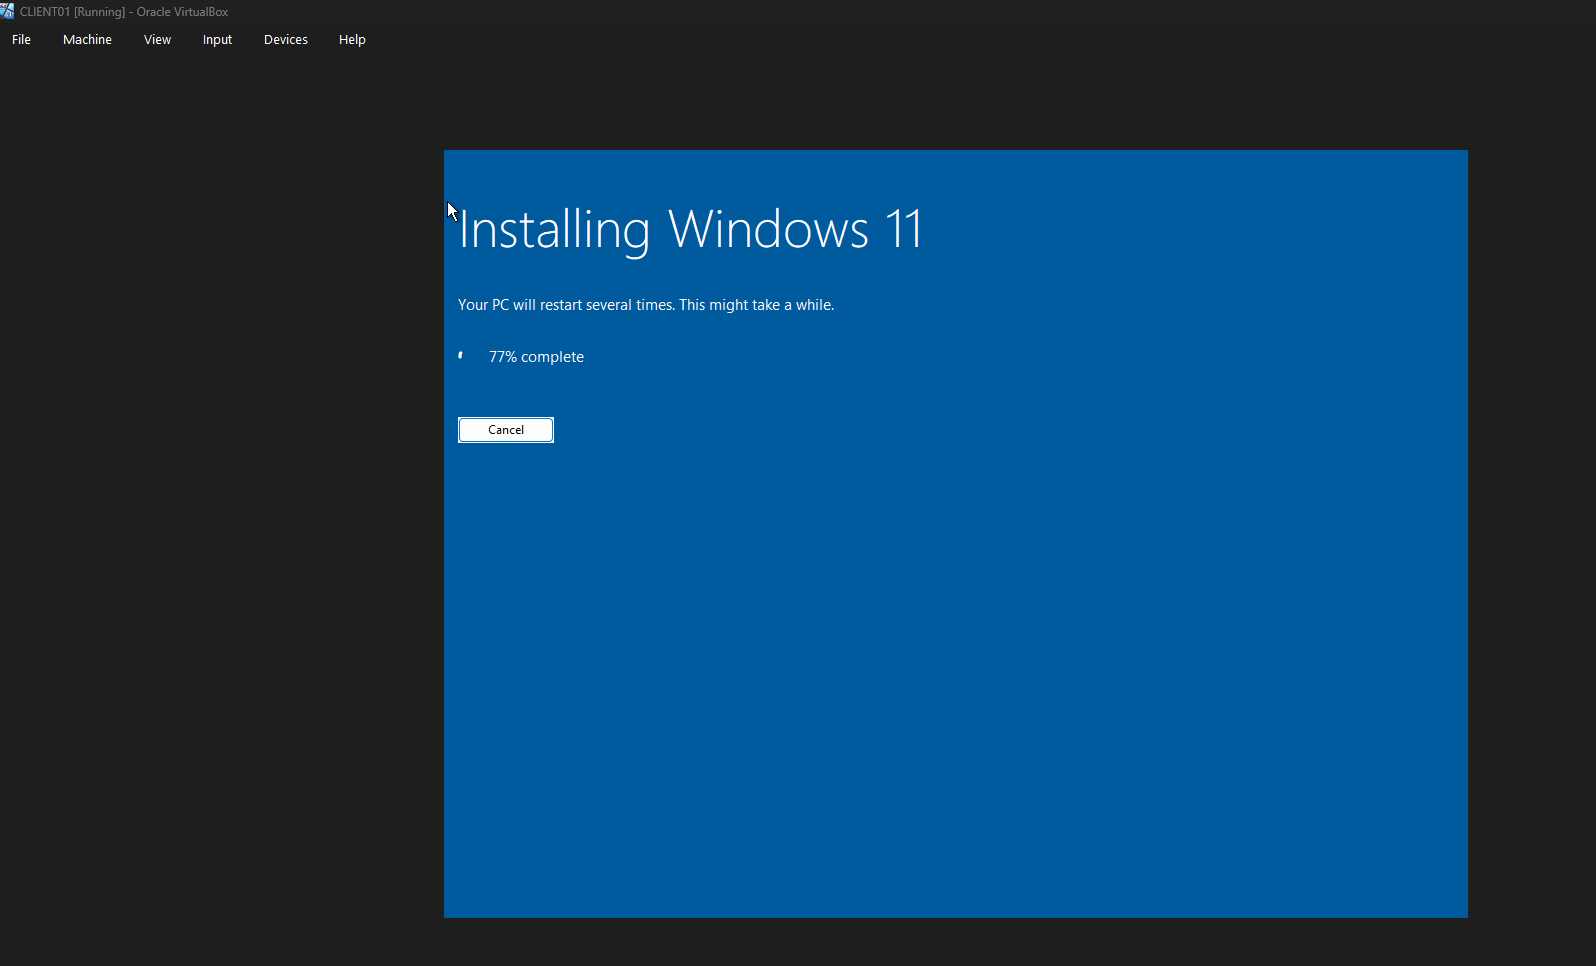 CLIENT01 [Running] - Oracle VirtualBox
File Machine View Input Devices Help
Installing Windows 11
Your PC will restart several times. This might take a while.
77% complete
Cancel